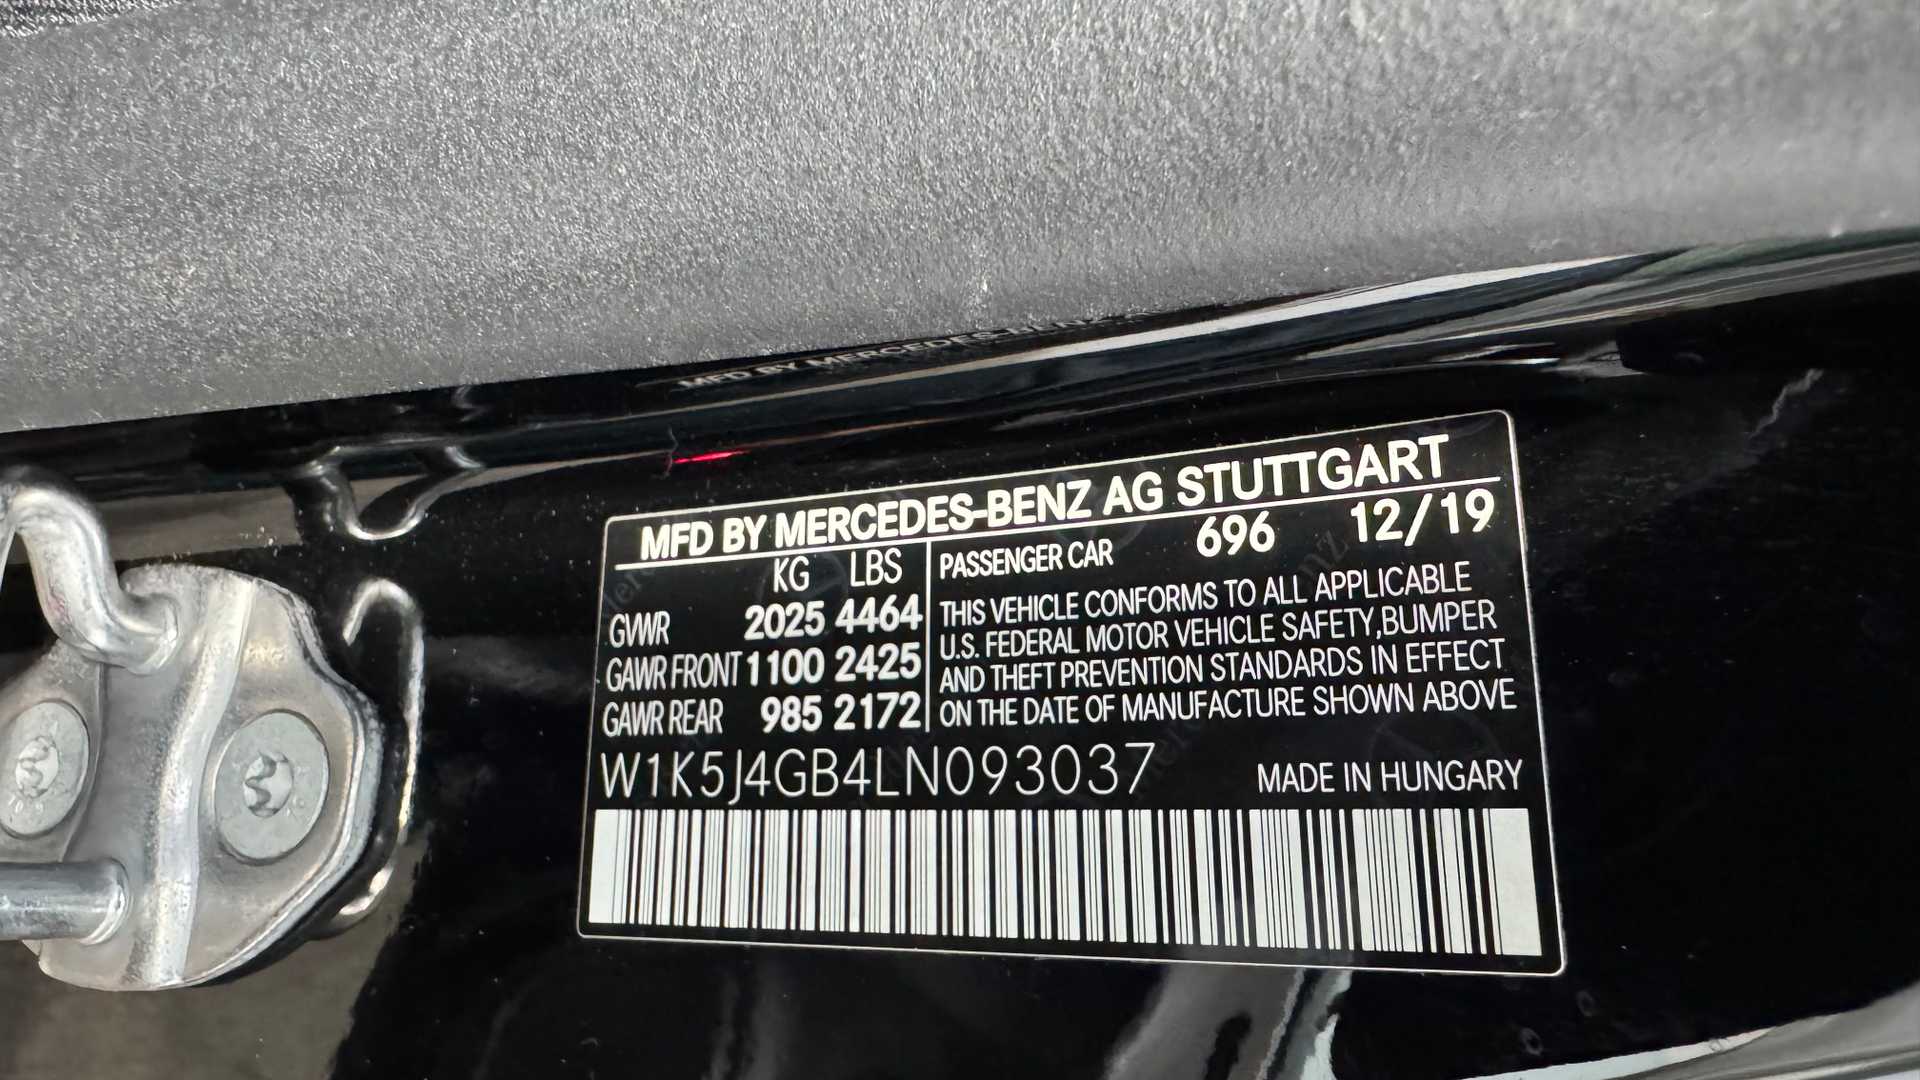 MFD BY MERCEDES-BENZ AG STUTTGART
KG LBS
GVWR 2025 4464
GAWR FRONT 1100 2425
GAWR REAR 985 2172
PASSENGER CAR 696 12/19
THIS VEHICLE CONFORMS TO ALL APPLICABLE
U.S. FEDERAL MOTOR VEHICLE SAFETY, BUMPER
AND THEFT PREVENTION STANDARDS IN EFFECT
ON THE DATE OF MANUFACTURE SHOWN ABOVE
W1K5J4GB4LN093037
MADE IN HUNGARY